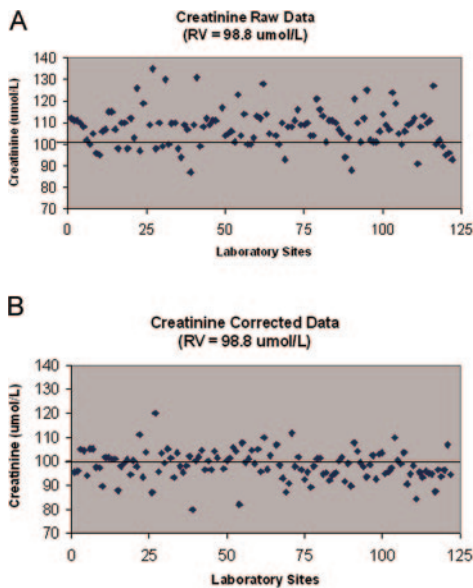 A
Creatinine Raw Data
(RV = 98.8 umol/L)
Creatinine (umol/L)
140
130
120
110
100
90
80
70
0 25 50 75 100 125
Laboratory Sites
B
Creatinine Corrected Data
(RV = 98.8 umol/L)
Creatinine (umol/L)
140
130
120
110
100
90
80
70
0 25 50 75 100 125
Laboratory Sites